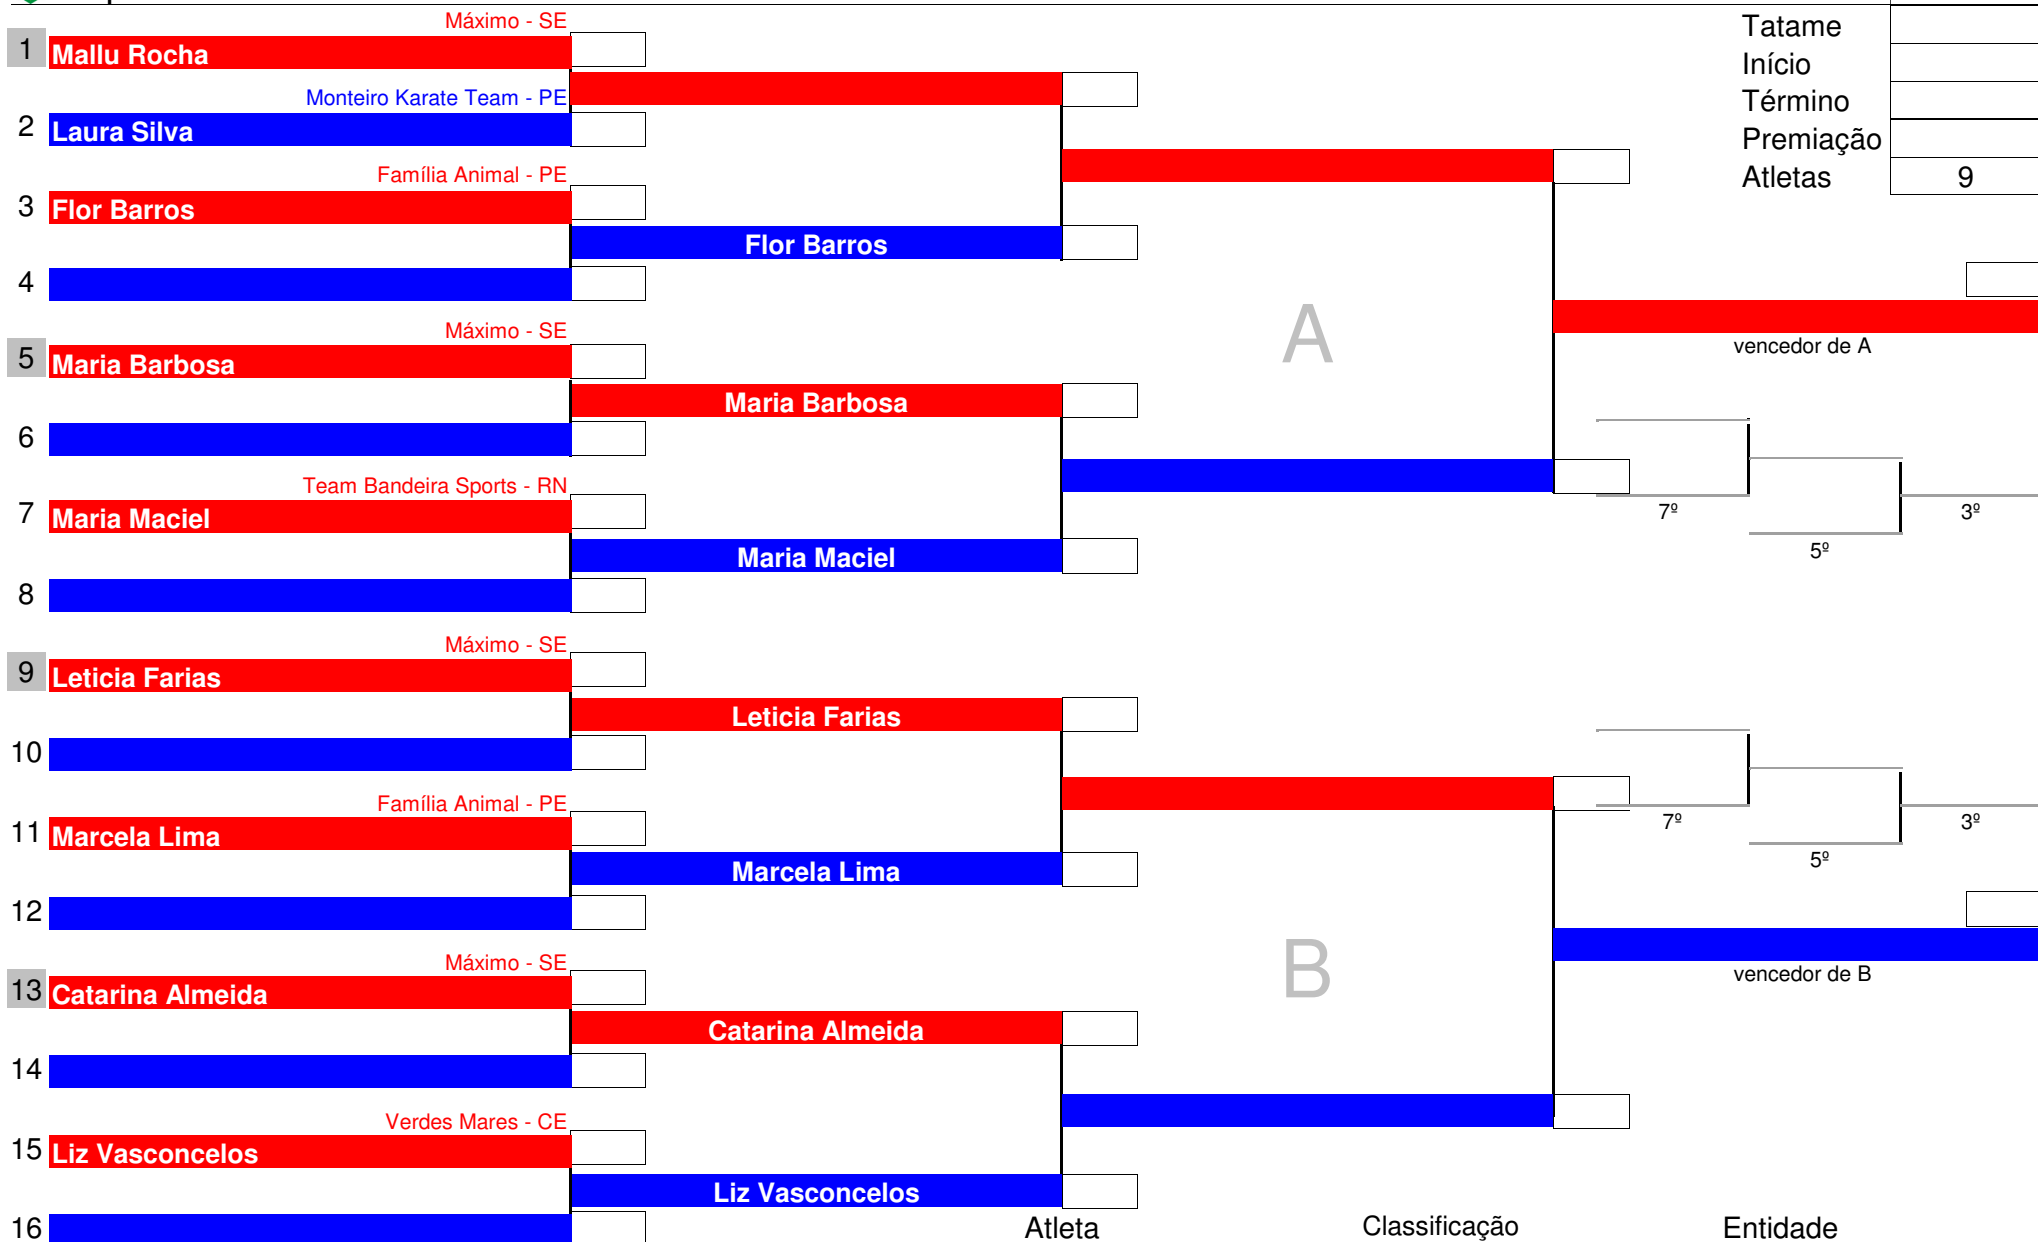 Máximo - SE
Tatame
1 Mallu Rocha
Início
Monteiro Karate Team - PE
Término
2 Laura Silva
Premiação
Família Animal - PE
Atletas 9
3 Flor Barros
Flor Barros
4
Máximo - SE
A
vencedor de A
5 Maria Barbosa
Maria Barbosa
6
Team Bandeira Sports - RN
7 Maria Maciel
7º 3º
5º
Maria Maciel
8
Máximo - SE
9 Leticia Farias
Leticia Farias
10
Família Animal - PE
7º 3º
11 Marcela Lima
5º
Marcela Lima
12
Máximo - SE
B
vencedor de B
13 Catarina Almeida
Catarina Almeida
14
Verdes Mares - CE
15 Liz Vasconcelos
Liz Vasconcelos
16
Atleta Classificação Entidade